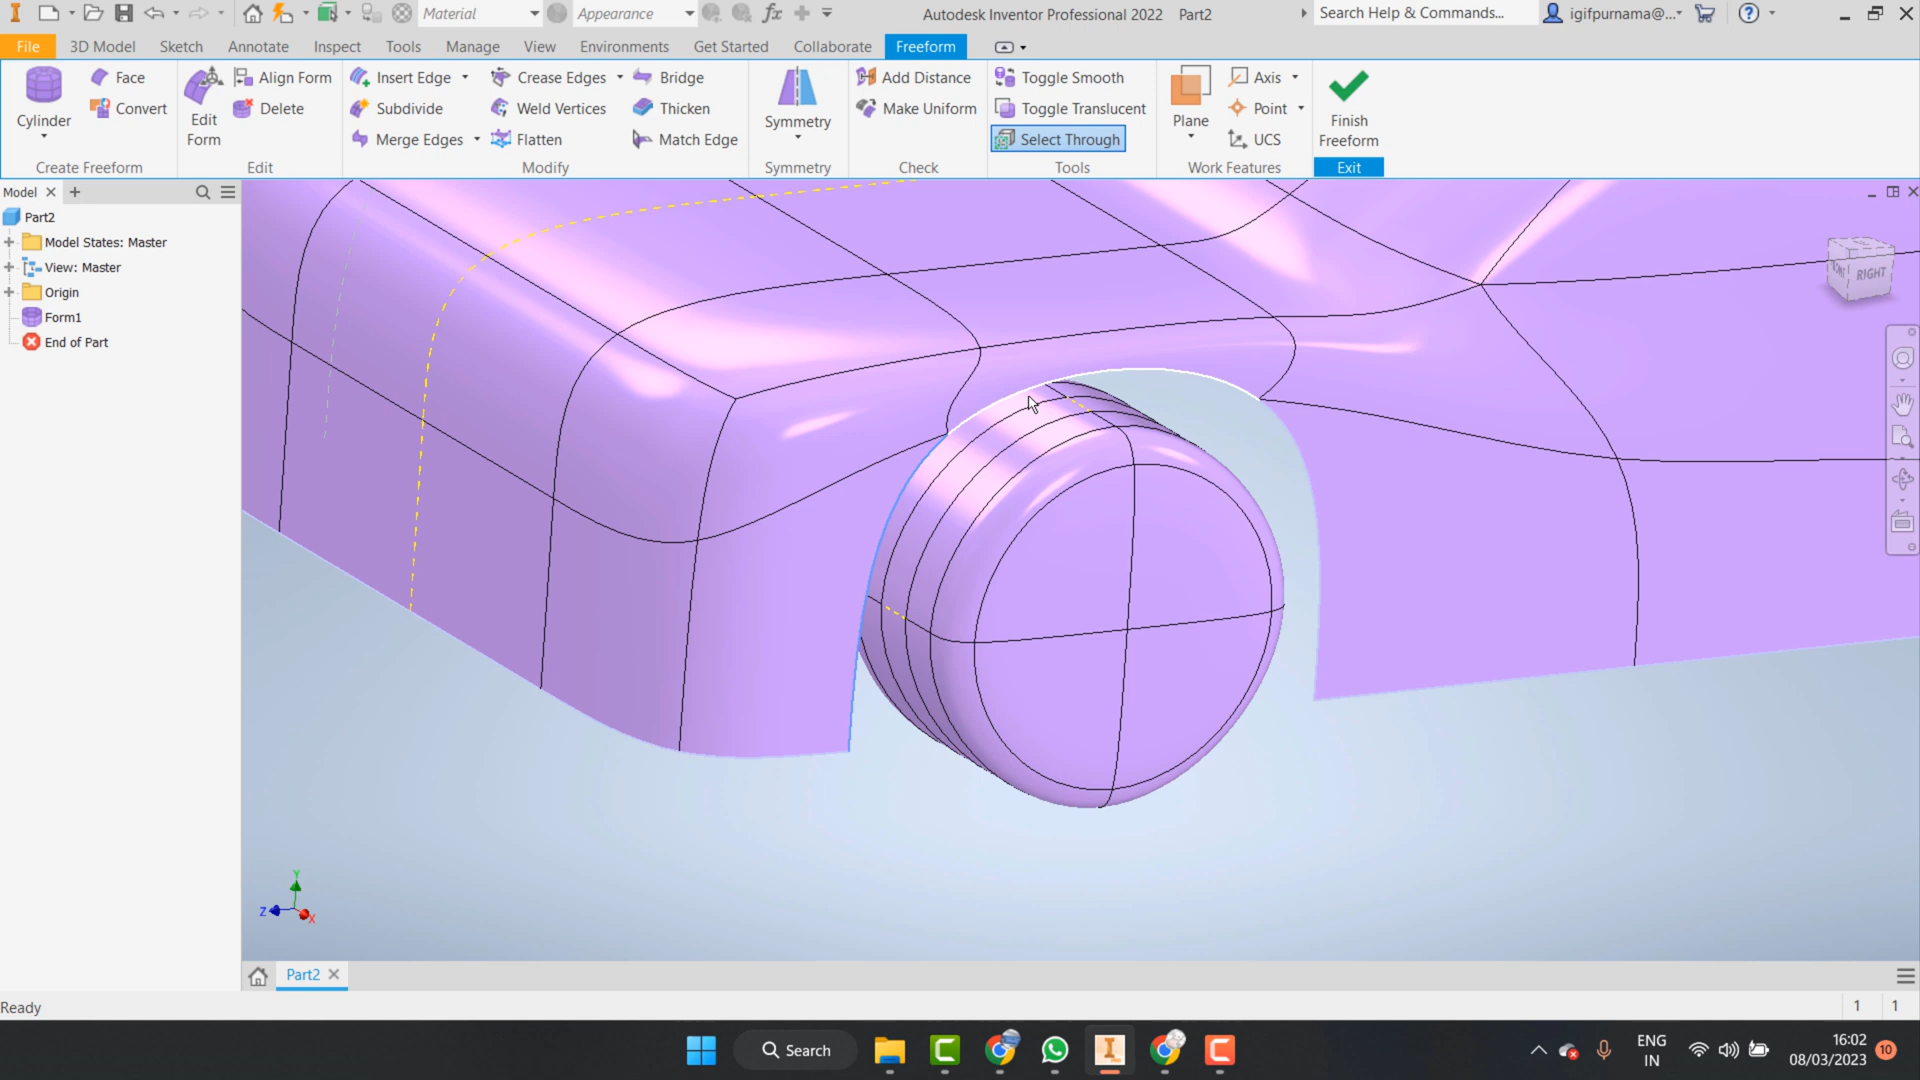 Material
Appearance
fx
Autodesk Inventor Professional 2022 Part2
Search Help & Commands...
igifpurnama@...
File 3D Model Sketch Annotate Inspect Tools Manage View Environments Get Started Collaborate Freeform
Cylinder
Face
Convert
Create Freeform
Edit
Form
Align Form
Delete
Edit
Insert Edge
Subdivide
Merge Edges
Crease Edges
Weld Vertices
Flatten
Bridge
Thicken
Match Edge
Modify
Symmetry
Symmetry
Add Distance
Make Uniform
Check
Toggle Smooth
Toggle Translucent
Select Through
Tools
Plane
Axis
Point
UCS
Work Features
Finish
Freeform
Exit
Model
Part2
Model States: Master
View: Master
Origin
Form1
End of Part
RIGHT
Y
Z
X
Part2
Ready
1 1
Search
ENG
IN
16:02
08/03/2023
10